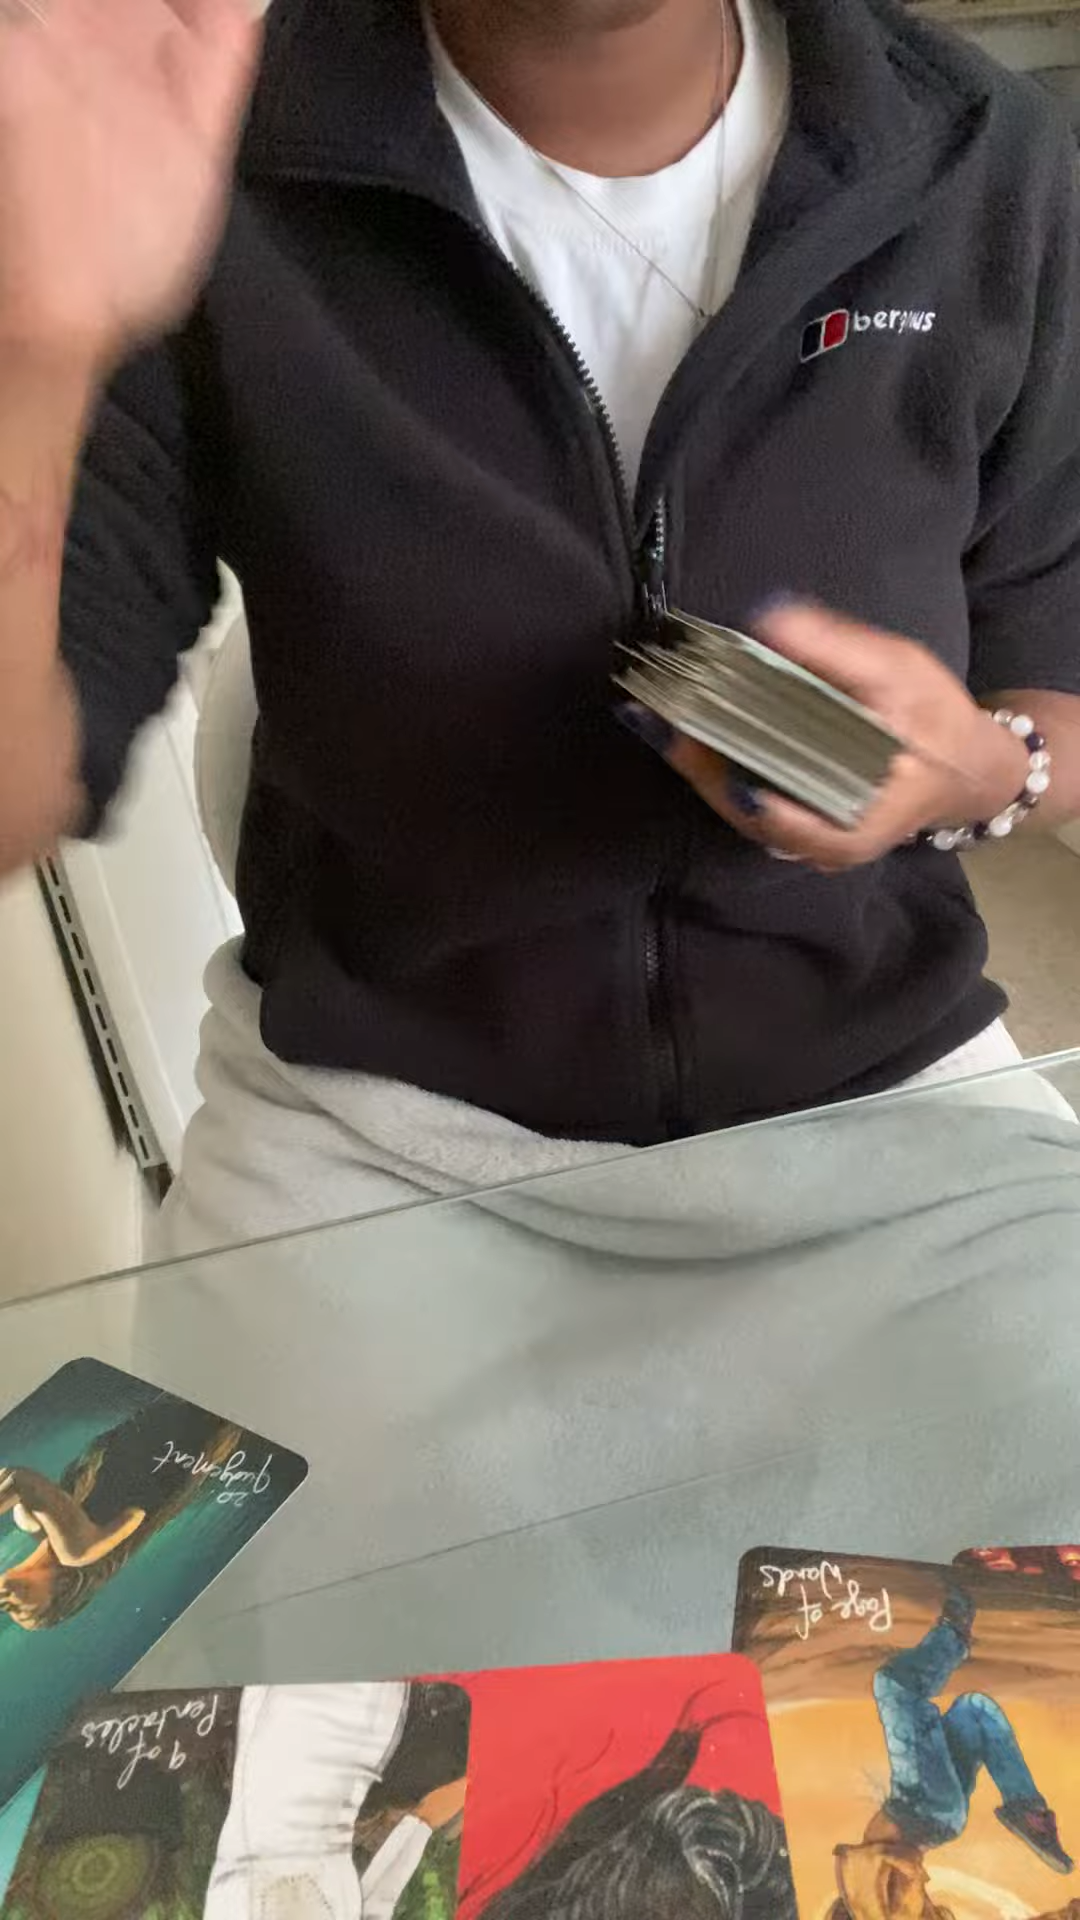 berghaus
20.
Judgement
Page of
Wands
9 of
Pentacles